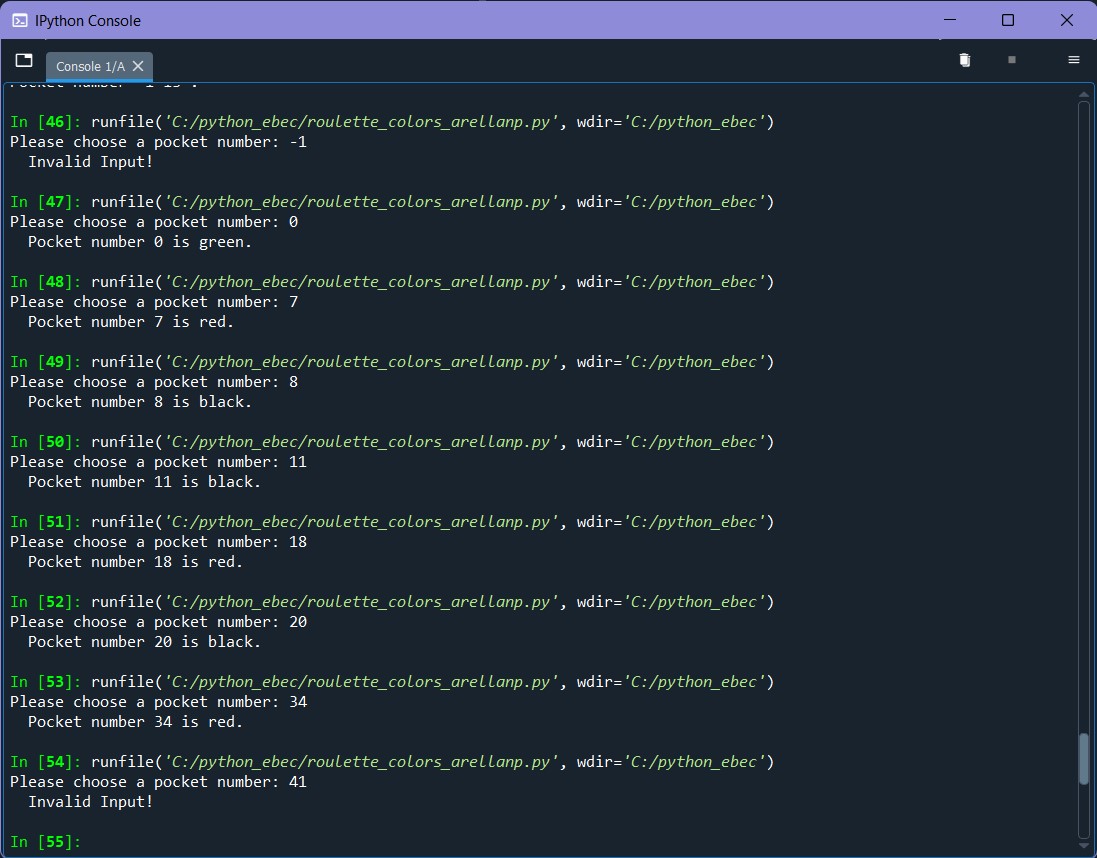 IPython Console
Console 1/A
In [46]: runfile('C:/python_ebec/roulette_colors_arellanp.py', wdir='C:/python_ebec')
Please choose a pocket number: -1
  Invalid Input!
In [47]: runfile('C:/python_ebec/roulette_colors_arellanp.py', wdir='C:/python_ebec')
Please choose a pocket number: 0
  Pocket number 0 is green.
In [48]: runfile('C:/python_ebec/roulette_colors_arellanp.py', wdir='C:/python_ebec')
Please choose a pocket number: 7
  Pocket number 7 is red.
In [49]: runfile('C:/python_ebec/roulette_colors_arellanp.py', wdir='C:/python_ebec')
Please choose a pocket number: 8
  Pocket number 8 is black.
In [50]: runfile('C:/python_ebec/roulette_colors_arellanp.py', wdir='C:/python_ebec')
Please choose a pocket number: 11
  Pocket number 11 is black.
In [51]: runfile('C:/python_ebec/roulette_colors_arellanp.py', wdir='C:/python_ebec')
Please choose a pocket number: 18
  Pocket number 18 is red.
In [52]: runfile('C:/python_ebec/roulette_colors_arellanp.py', wdir='C:/python_ebec')
Please choose a pocket number: 20
  Pocket number 20 is black.
In [53]: runfile('C:/python_ebec/roulette_colors_arellanp.py', wdir='C:/python_ebec')
Please choose a pocket number: 34
  Pocket number 34 is red.
In [54]: runfile('C:/python_ebec/roulette_colors_arellanp.py', wdir='C:/python_ebec')
Please choose a pocket number: 41
  Invalid Input!
In [55]: